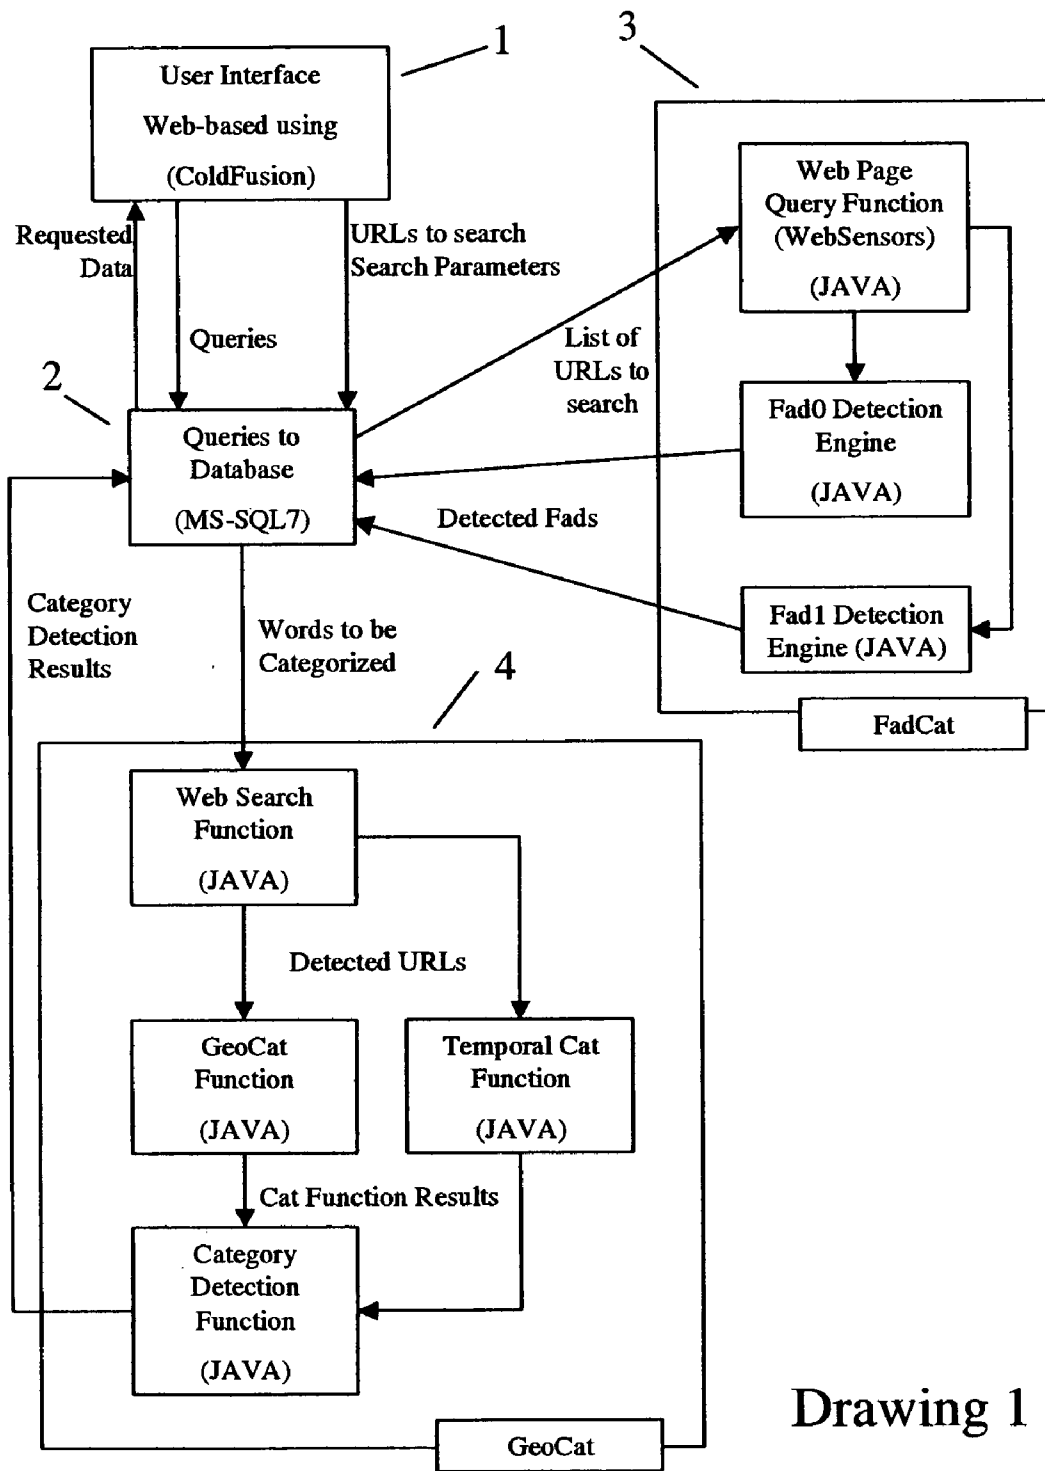 1
User Interface
Web-based using
(ColdFusion)
Requested
Data
Queries
URLs to search
Search Parameters
2
Queries to
Database
(MS-SQL7)
List of
URLs to
search
3
Web Page
Query Function
(WebSensors)
(JAVA)
Fad0 Detection
Engine
(JAVA)
Detected Fads
Fad1 Detection
Engine (JAVA)
FadCat
Category
Detection
Results
Words to be
Categorized
4
Web Search
Function
(JAVA)
Detected URLs
GeoCat
Function
(JAVA)
Temporal Cat
Function
(JAVA)
Cat Function Results
Category
Detection
Function
(JAVA)
GeoCat
Drawing 1